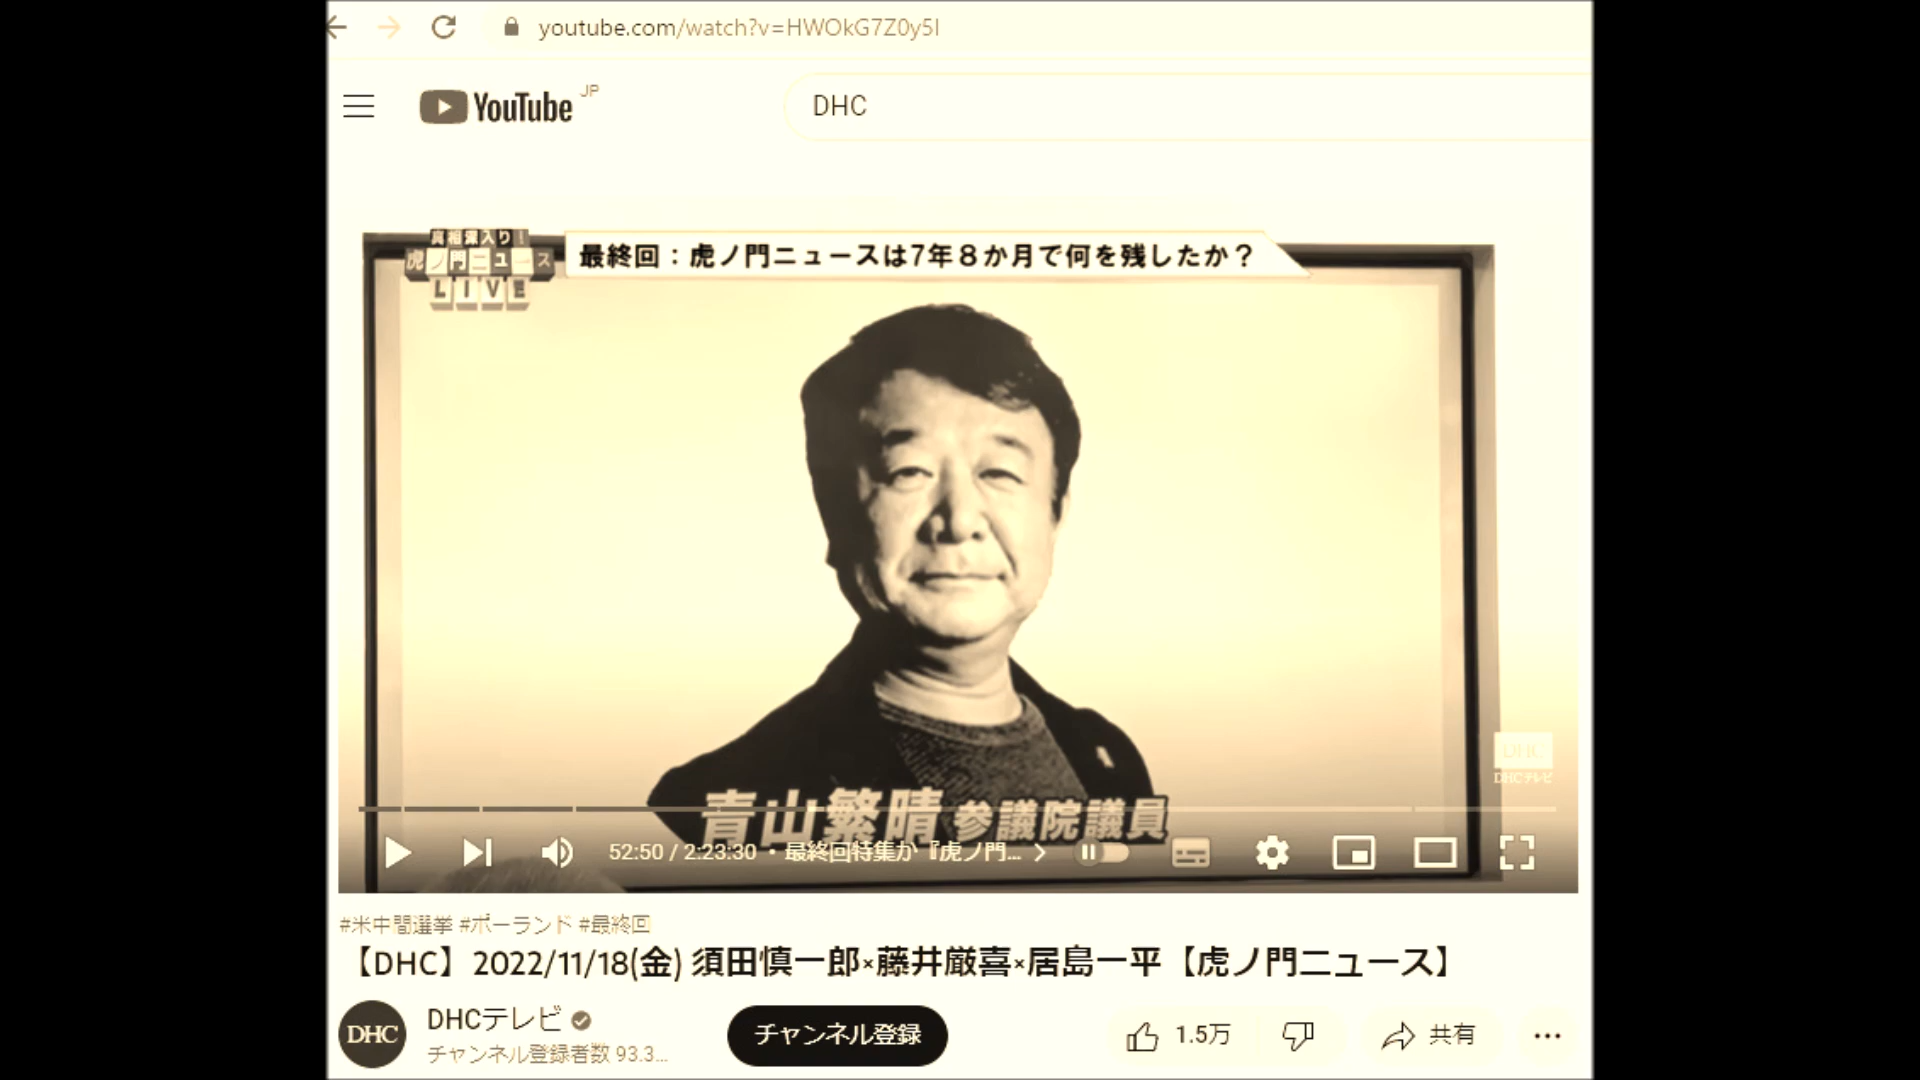 youtube.com/watch?v=HWOkG7Z0y5I
YouTube JP
DHC
真相深入り!
虎ノ門ニュース
LIVE
最終回：虎ノ門ニュースは7年８か月で何を残したか？
DHC
DHCテレビ
青山繁晴 参議院議員
52:50 / 2:23:30 ・ 最終回特集か『虎ノ門...
#米中間選挙 #ポーランド #最終回
【DHC】2022/11/18(金) 須田慎一郎×藤井厳喜×居島一平【虎ノ門ニュース】
DHC
DHCテレビ
チャンネル登録者数 93.3...
チャンネル登録
1.5万
共有